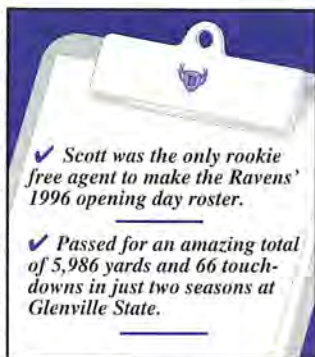 ✔ Scott was the only rookie
free agent to make the Ravens'
1996 opening day roster.
✔ Passed for an amazing total
of 5,986 yards and 66 touch-
downs in just two seasons at
Glenville State.